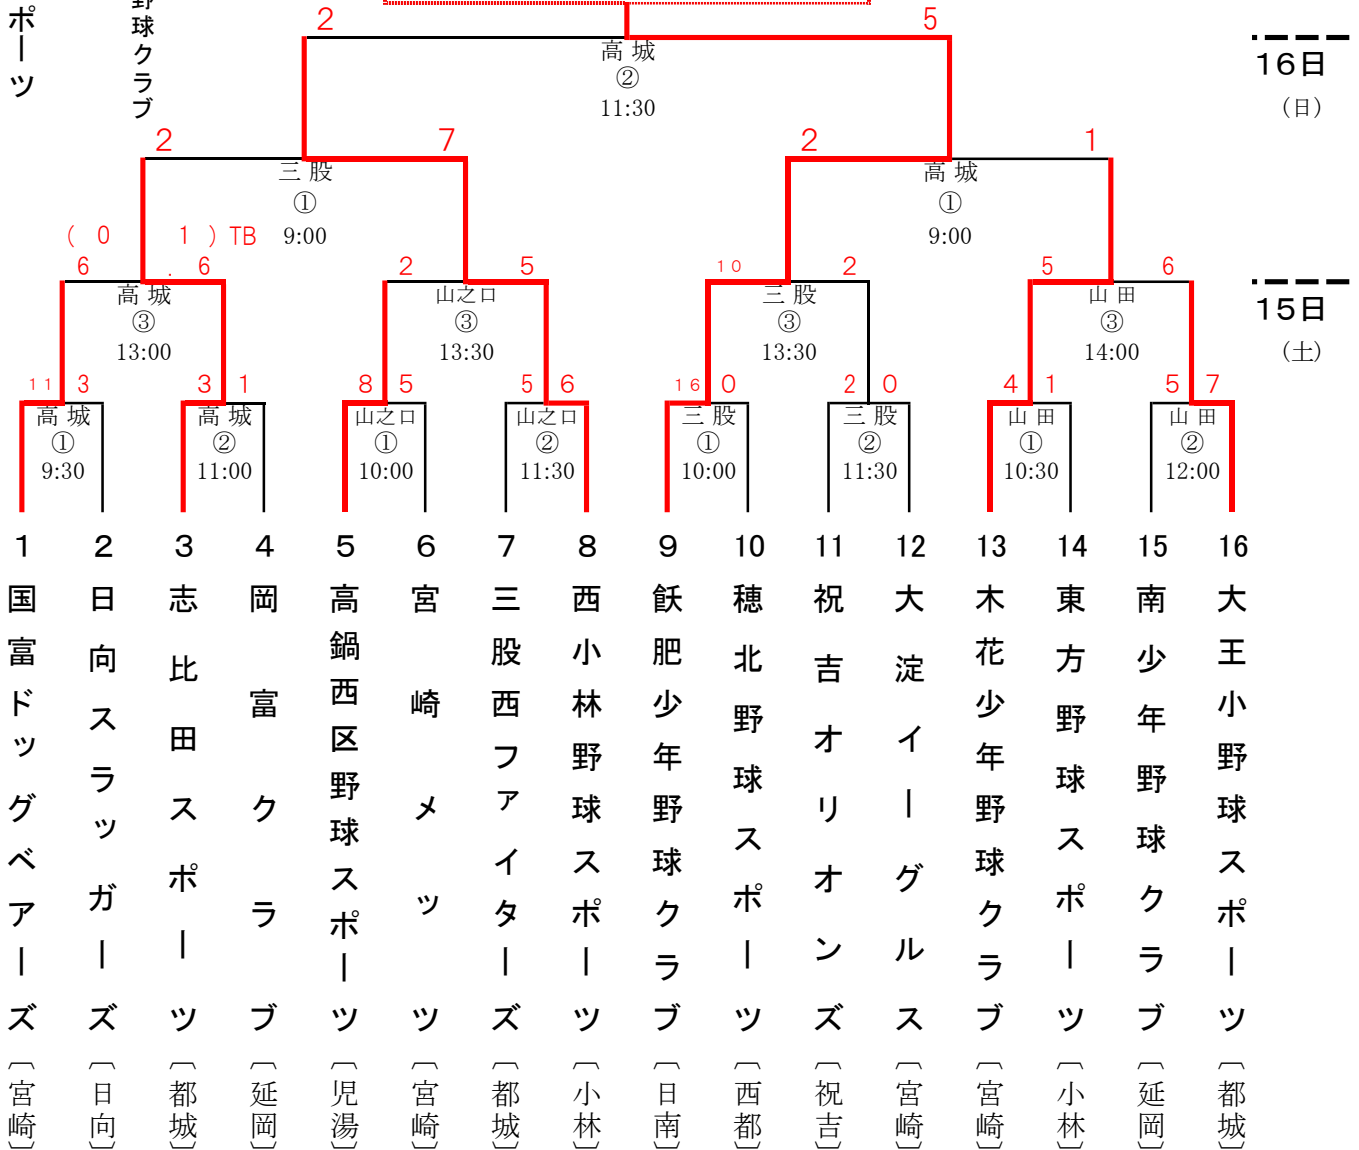 ポーツ
野球クラブ
2 5
高城
②
11:30
16日
（日）
2 7 2 1
三股
①
9:00
高城
①
9:00
( 0 1 ) TB
6 . 6 2 5 10 2 5 6
高城
③
13:00
山之口
③
13:30
三股
③
13:30
山田
③
14:00
15日
（土）
11 3 3 1 8 5 5 6 16 0 2 0 4 1 5 7
高城
①
9:30
高城
②
11:00
山之口
①
10:00
山之口
②
11:30
三股
①
10:00
三股
②
11:30
山田
①
10:30
山田
②
12:00
1 2 3 4 5 6 7 8 9 10 11 12 13 14 15 16
国富ドッグベアーズ
日向スラッガーズ
志比田スポーツ
岡富クラブ
高鍋西区野球スポーツ
宮崎メッツ
三股西ファイターズ
西小林野球スポーツ
飫肥少年野球クラブ
穂北野球スポーツ
祝吉オリオンズ
大淀イーグルス
木花少年野球クラブ
東方野球スポーツ
南少年野球クラブ
大王小野球スポーツ
〔宮崎〕
〔日向〕
〔都城〕
〔延岡〕
〔児湯〕
〔宮崎〕
〔都城〕
〔小林〕
〔日南〕
〔西都〕
〔祝吉〕
〔宮崎〕
〔宮崎〕
〔小林〕
〔延岡〕
〔都城〕